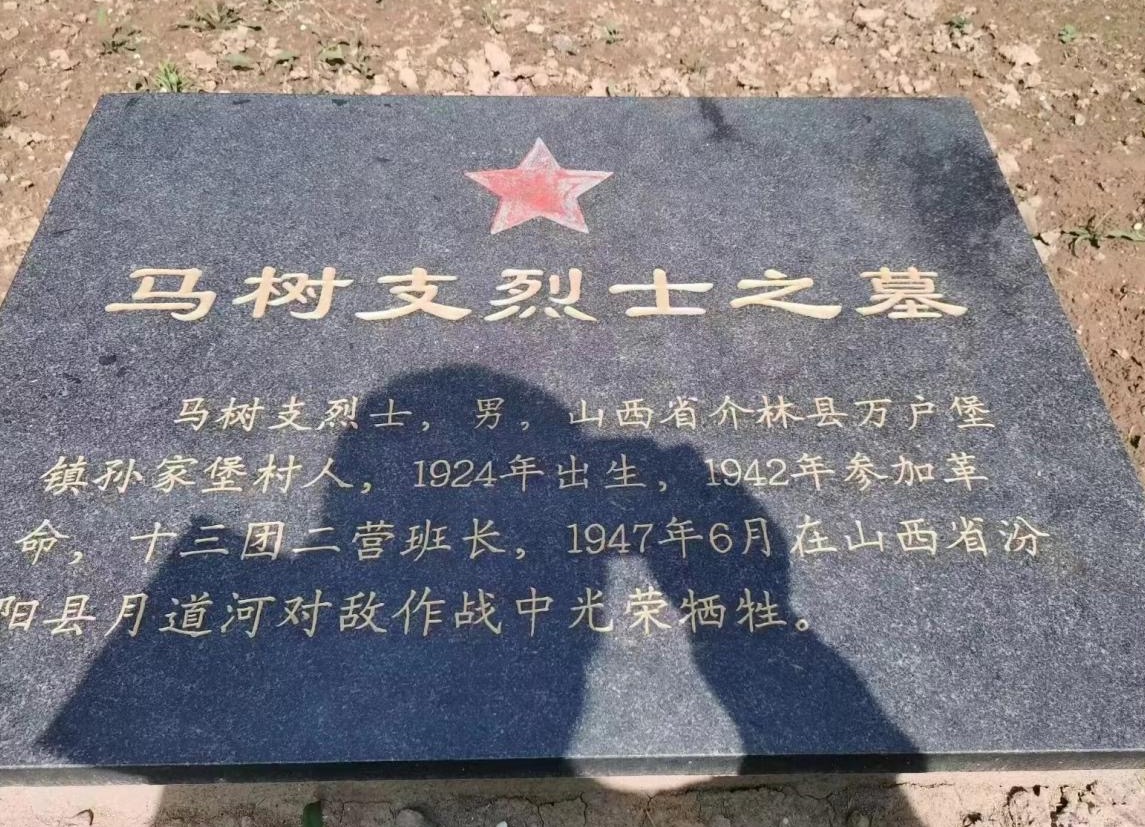 马树支烈士之墓
马树支烈士，男，山西省介林县万户堡
镇孙家堡村人，1924年出生，1942年参加革
命，十三团二营班长，1947年6月在山西省汾
阳县月道河对敌作战中光荣牺牲。